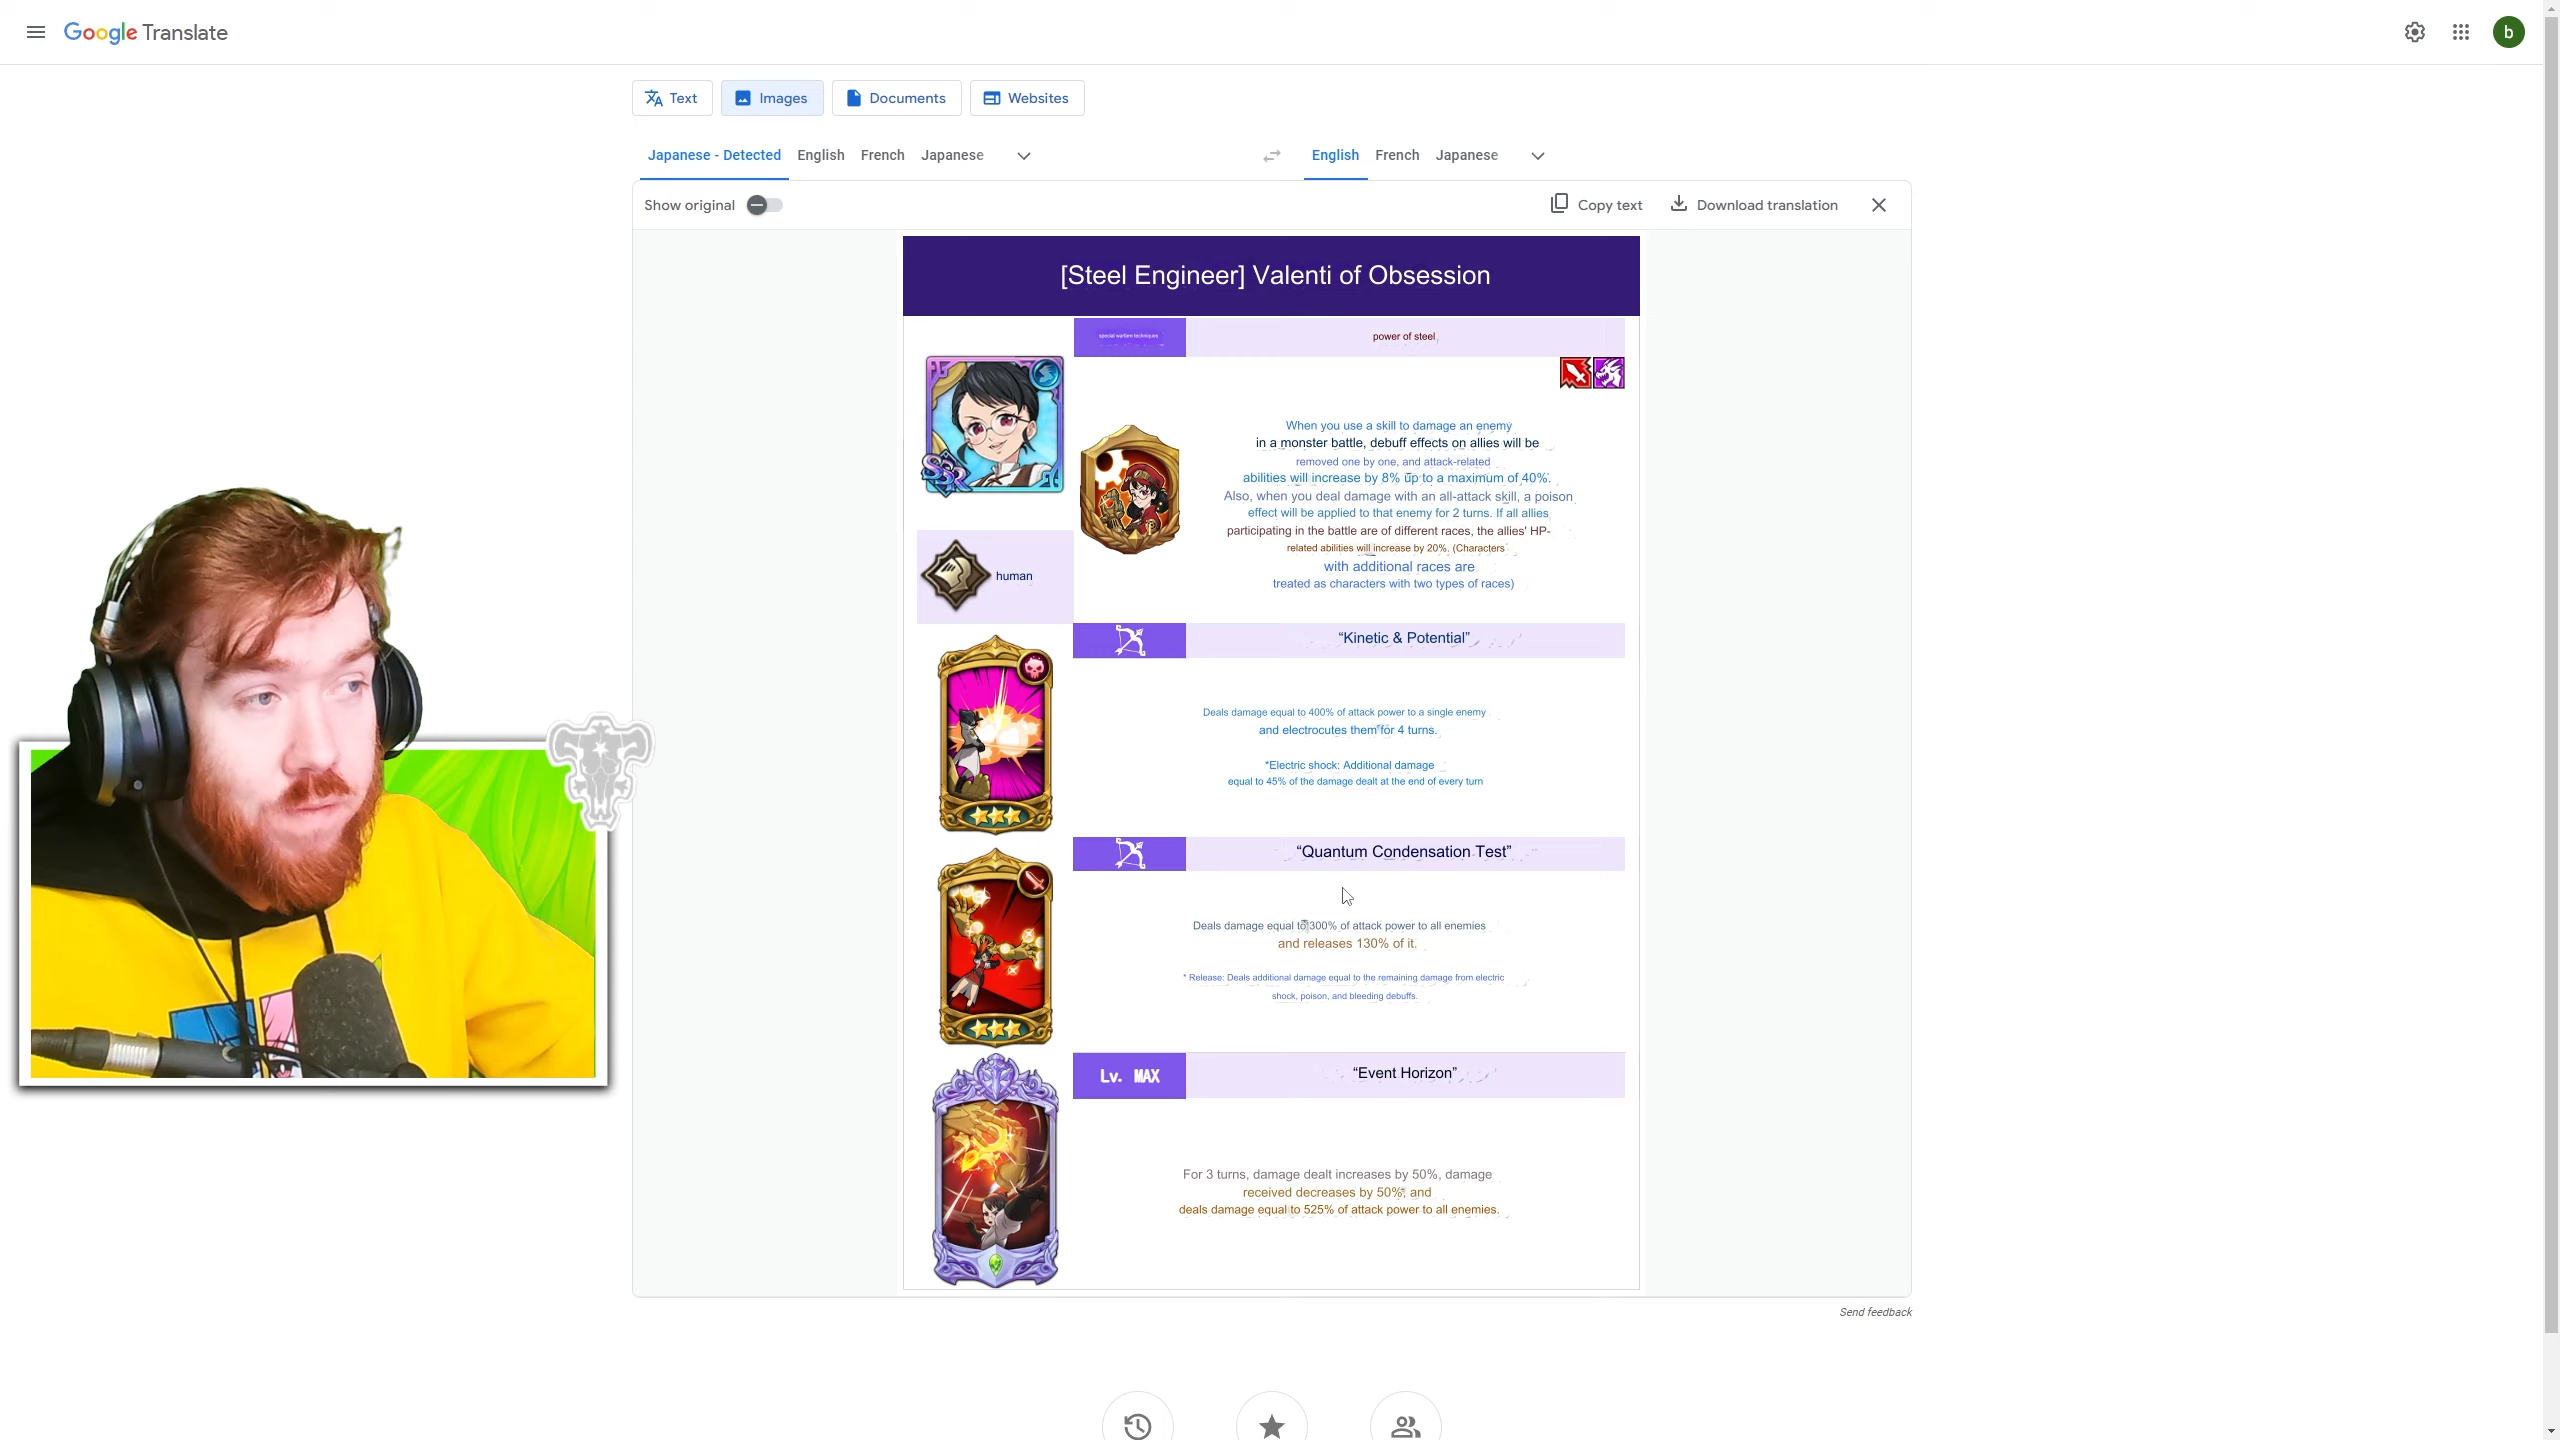 Google Translate
b
Text
Images
Documents
Websites
Japanese - Detected
English
French
Japanese
English
French
Japanese
Show original
Copy text
Download translation
[Steel Engineer] Valenti of Obsession
special warfare techniques
power of steel
SSR
When you use a skill to damage an enemy
in a monster battle, debuff effects on allies will be
removed one by one, and attack-related
abilities will increase by 8% up to a maximum of 40%.
Also, when you deal damage with an all-attack skill, a poison
effect will be applied to that enemy for 2 turns. If all allies
participating in the battle are of different races, the allies' HP-
related abilities will increase by 20%. (Characters
with additional races are
treated as characters with two types of races)
human
“Kinetic & Potential”
Deals damage equal to 400% of attack power to a single enemy
and electrocutes them for 4 turns.
*Electric shock: Additional damage
equal to 45% of the damage dealt at the end of every turn
“Quantum Condensation Test”
Deals damage equal to 300% of attack power to all enemies
and releases 130% of it.
* Release: Deals additional damage equal to the remaining damage from electric
shock, poison, and bleeding debuffs.
Lv. MAX
“Event Horizon”
For 3 turns, damage dealt increases by 50%, damage
received decreases by 50%, and
deals damage equal to 525% of attack power to all enemies.
Send feedback